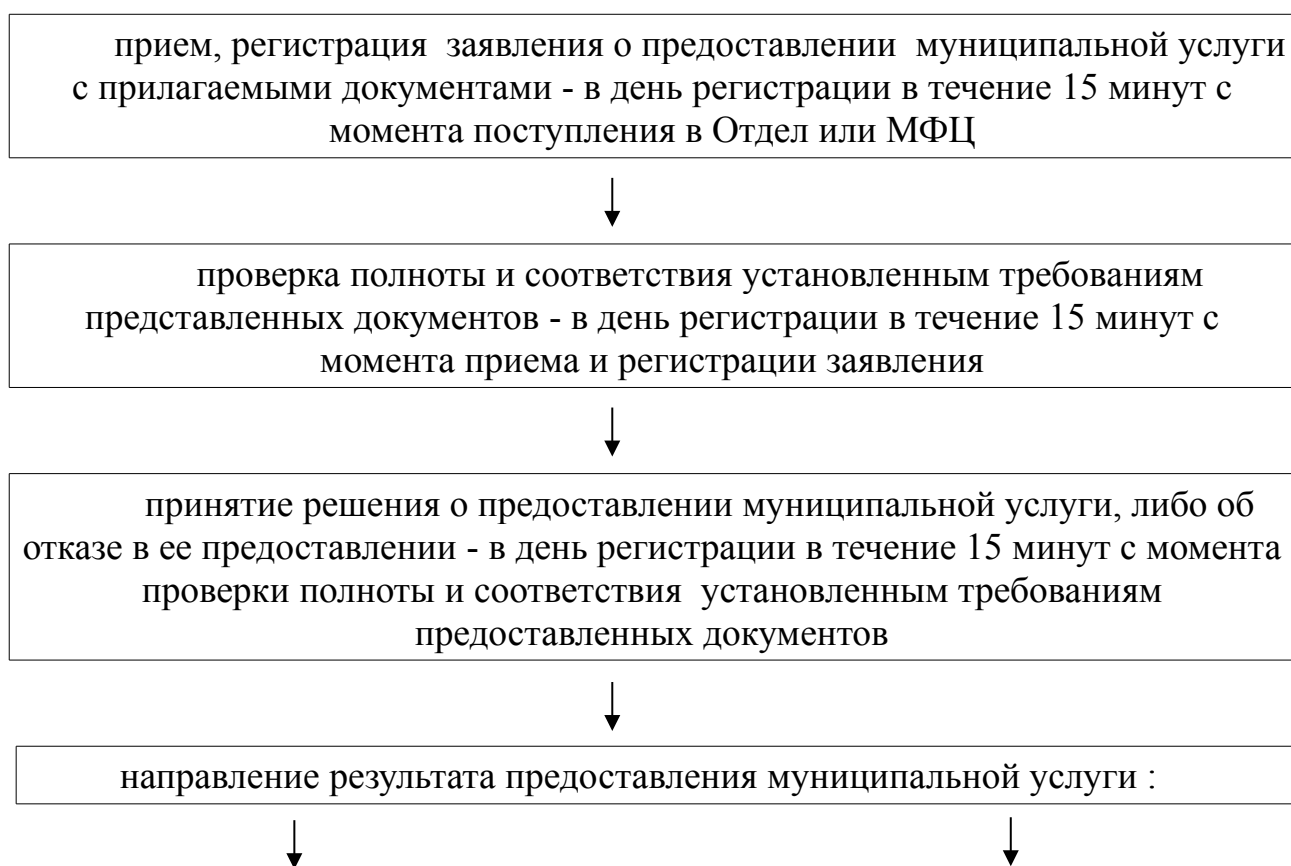 прием, регистрация заявления о предоставлении муниципальной услуги
с прилагаемыми документами - в день регистрации в течение 15 минут с
момента поступления в Отдел или МФЦ
проверка полноты и соответствия установленным требованиям
представленных документов - в день регистрации в течение 15 минут с
момента приема и регистрации заявления
принятие решения о предоставлении муниципальной услуги, либо об
отказе в ее предоставлении - в день регистрации в течение 15 минут с момента
проверки полноты и соответствия установленным требованиям
предоставленных документов
направление результата предоставления муниципальной услуги :